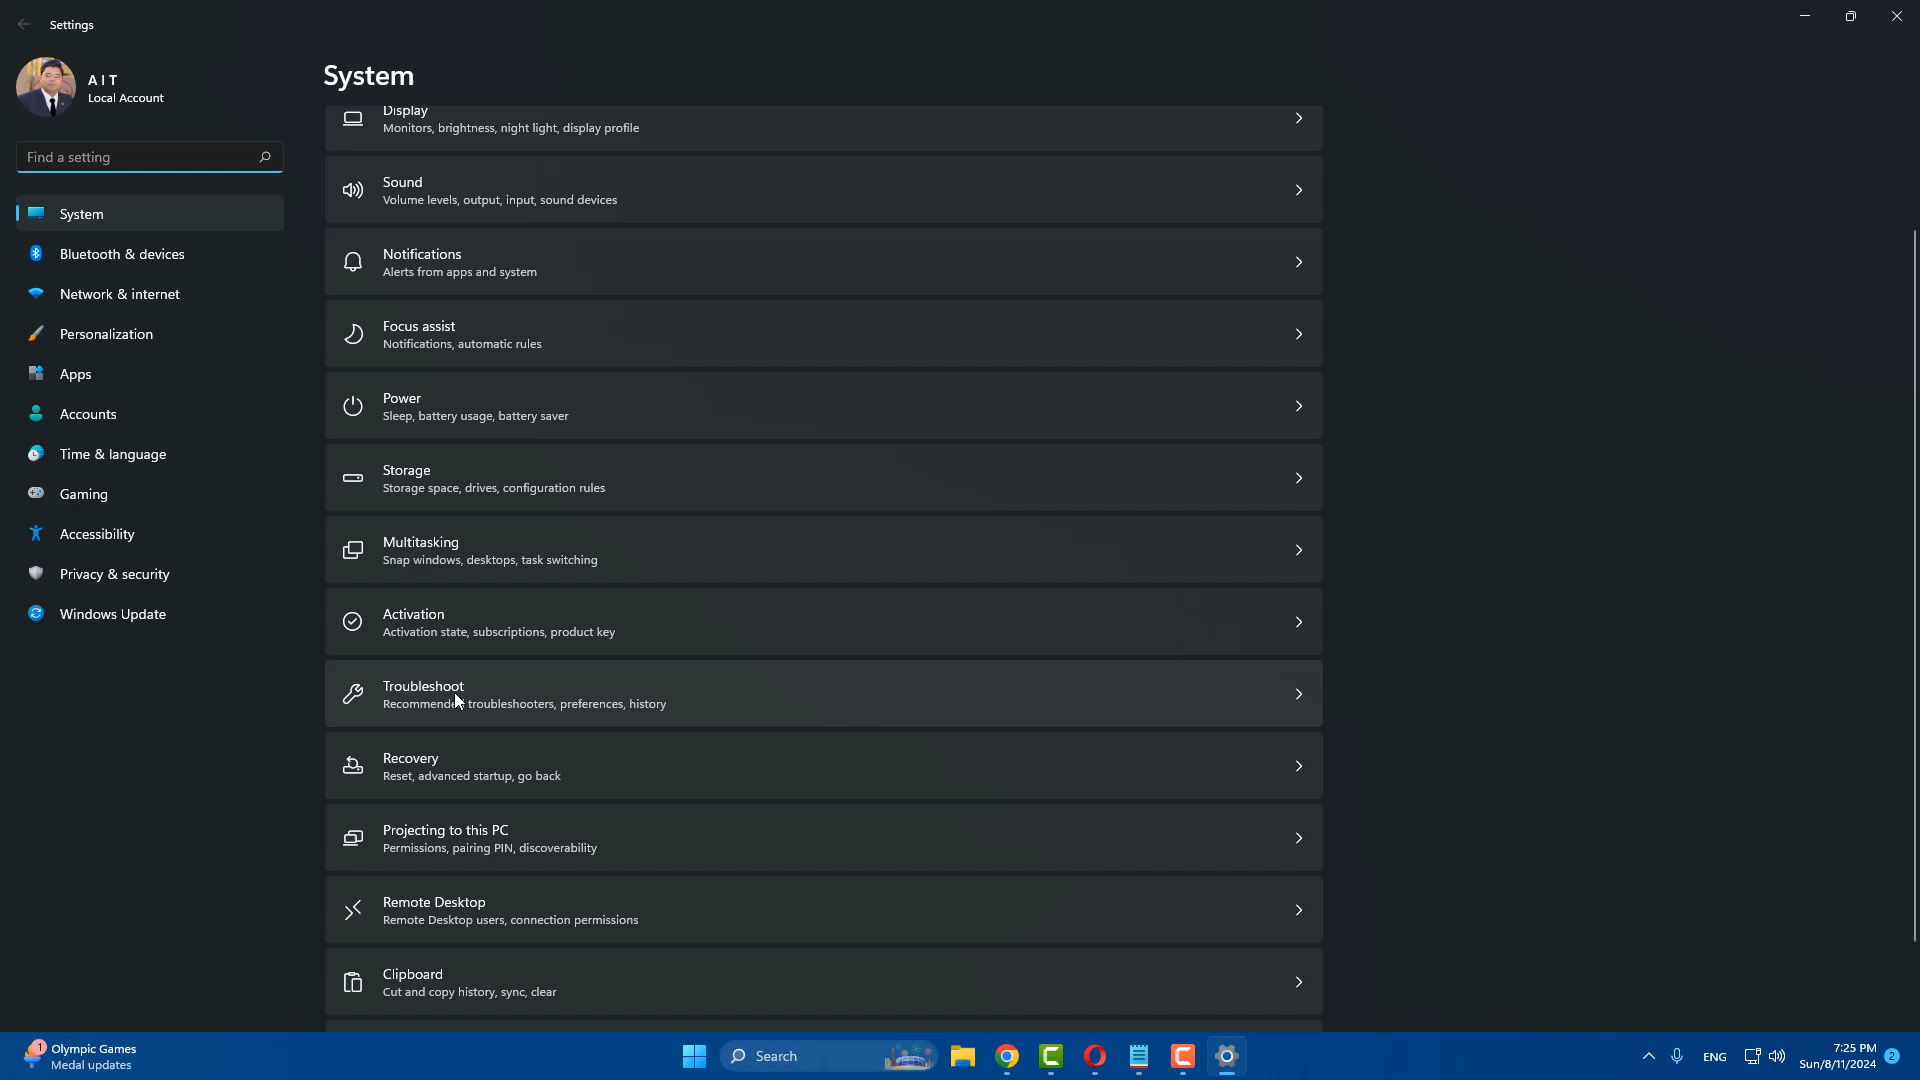 Settings
A I T
Local Account
Find a setting
System
Bluetooth & devices
Network & internet
Personalization
Apps
Accounts
Time & language
Gaming
Accessibility
Privacy & security
Windows Update
System
Display
Monitors, brightness, night light, display profile
Sound
Volume levels, output, input, sound devices
Notifications
Alerts from apps and system
Focus assist
Notifications, automatic rules
Power
Sleep, battery usage, battery saver
Storage
Storage space, drives, configuration rules
Multitasking
Snap windows, desktops, task switching
Activation
Activation state, subscriptions, product key
Troubleshoot
Recommended troubleshooters, preferences, history
Recovery
Reset, advanced startup, go back
Projecting to this PC
Permissions, pairing PIN, discoverability
Remote Desktop
Remote Desktop users, connection permissions
Clipboard
Cut and copy history, sync, clear
1
Olympic Games
Medal updates
Search
ENG
7:25 PM
Sun/8/11/2024
2